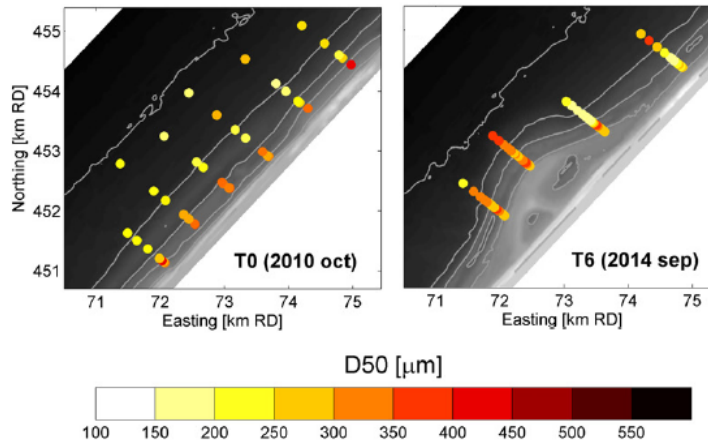 455
454
453
452
451
Northing [km RD]
T0 (2010 oct)
71 72 73 74 75
Easting [km RD]
T6 (2014 sep)
71 72 73 74 75
Easting [km RD]
D50 [μm]
100 150 200 250 300 350 400 450 500 550